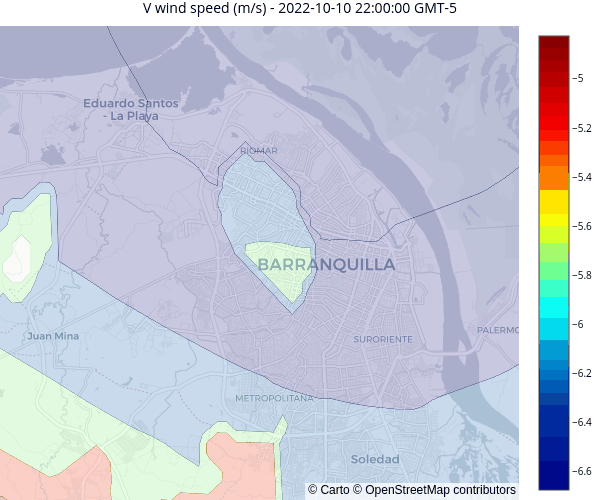 V wind speed (m/s) - 2022-10-10 22:00:00 GMT-5
Eduardo Santos
- La Playa
RIOMAR
BARRANQUILLA
Juan Mina
SURORIENTE
PALERMO
METROPOLITANA
Soledad
© Carto © OpenStreetMap contributors
−5
−5.2
−5.4
−5.6
−5.8
−6
−6.2
−6.4
−6.6